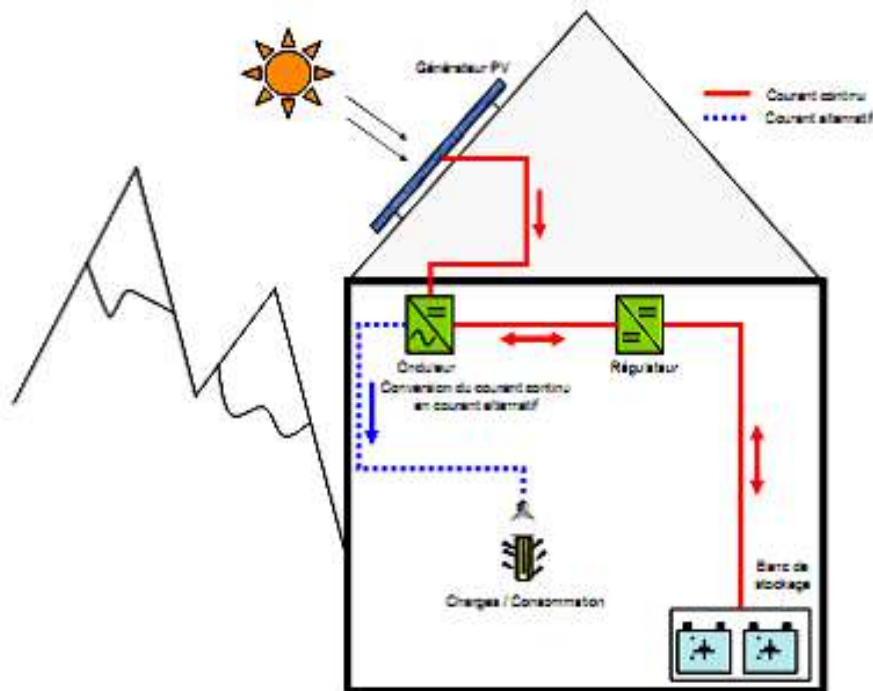 Générateur PV
Courant continu
Courant alternatif
Onduleur
Conversion du courant continu
en courant alternatif
Régulateur
Charges / Consommation
Banc de
stockage